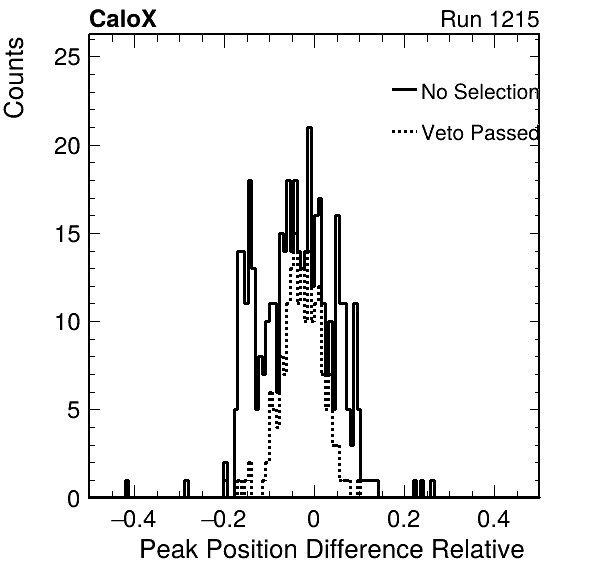 CaloX Run 1215
Counts
25
No Selection
Veto Passed
20
15
10
5
0
−0.4 −0.2 0 0.2 0.4
Peak Position Difference Relative